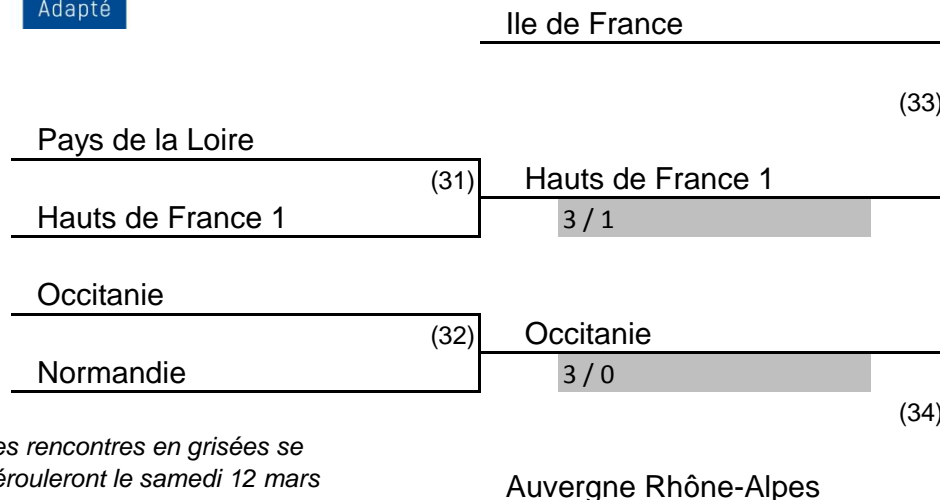 Adapté
Ile de France
(33)
Pays de la Loire
(31)
Hauts de France 1
Hauts de France 1
3 / 1
Occitanie
(32)
Occitanie
Normandie
3 / 0
(34)
es rencontres en grisées se
érouleront le samedi 12 mars
Auvergne Rhône-Alpes